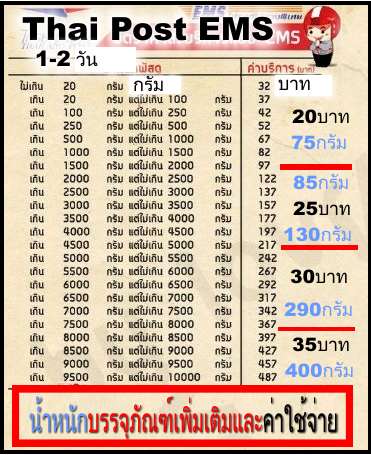 Thai Post EMS
EMS
1-2 วัน
พัสดุ ค่าบริการ (บาท)
ไม่เกิน 20 กรัม กรัม 32 บาท
เกิน 20 กรัม แต่ไม่เกิน 100 กรัม 37
เกิน 100 กรัม แต่ไม่เกิน 250 กรัม 42
เกิน 250 กรัม แต่ไม่เกิน 500 กรัม 52
เกิน 500 กรัม แต่ไม่เกิน 1000 กรัม 67
เกิน 1000 กรัม แต่ไม่เกิน 1500 กรัม 82
เกิน 1500 กรัม แต่ไม่เกิน 2000 กรัม 97
เกิน 2000 กรัม แต่ไม่เกิน 2500 กรัม 122
เกิน 2500 กรัม แต่ไม่เกิน 3000 กรัม 137
เกิน 3000 กรัม แต่ไม่เกิน 3500 กรัม 157
เกิน 3500 กรัม แต่ไม่เกิน 4000 กรัม 177
เกิน 4000 กรัม แต่ไม่เกิน 4500 กรัม 197
เกิน 4500 กรัม แต่ไม่เกิน 5000 กรัม 217
เกิน 5000 กรัม แต่ไม่เกิน 5500 กรัม 242
เกิน 5500 กรัม แต่ไม่เกิน 6000 กรัม 267
เกิน 6000 กรัม แต่ไม่เกิน 6500 กรัม 292
เกิน 6500 กรัม แต่ไม่เกิน 7000 กรัม 317
เกิน 7000 กรัม แต่ไม่เกิน 7500 กรัม 342
เกิน 7500 กรัม แต่ไม่เกิน 8000 กรัม 367
เกิน 8000 กรัม แต่ไม่เกิน 8500 กรัม 397
เกิน 8500 กรัม แต่ไม่เกิน 9000 กรัม 427
เกิน 9000 กรัม แต่ไม่เกิน 9500 กรัม 457
เกิน 9500 กรัม แต่ไม่เกิน 10000 กรัม 487
20บาท
75กรัม
85กรัม
25บาท
130กรัม
30บาท
290กรัม
35บาท
400กรัม
น้ำหนักบรรจุภัณฑ์เพิ่มเติมและค่าใช้จ่าย